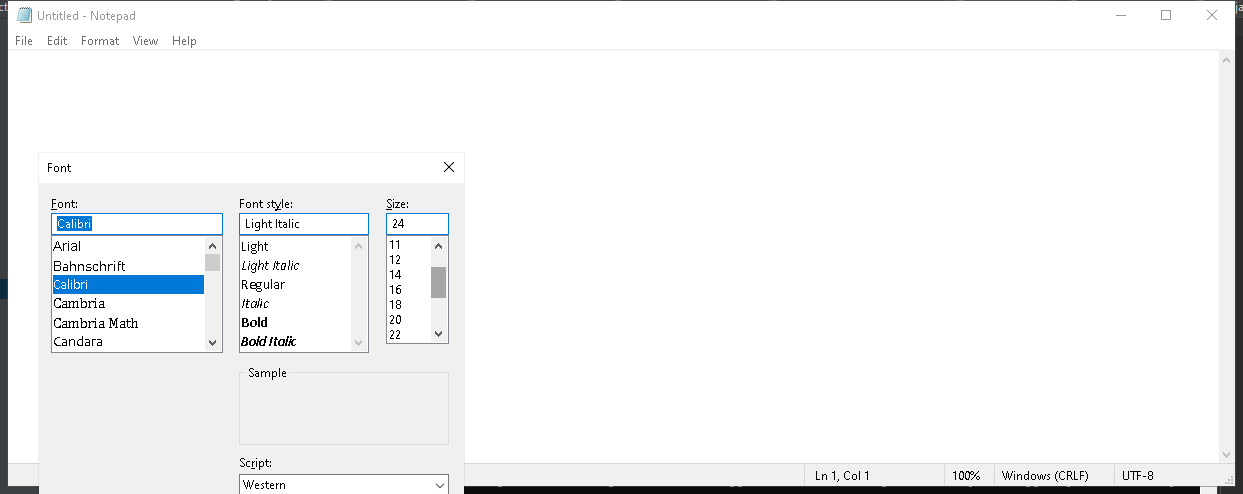 Untitled - Notepad
File Edit Format View Help
Font
Font: Font style: Size:
Calibri Light Italic 24
Arial Light 11
Bahnschrift Light Italic 12
Calibri Regular 14
Cambria Italic 16
Cambria Math Bold 18
Candara Bold Italic 20
22
Sample
Script:
Western
Ln 1, Col 1 100% Windows (CRLF) UTF-8